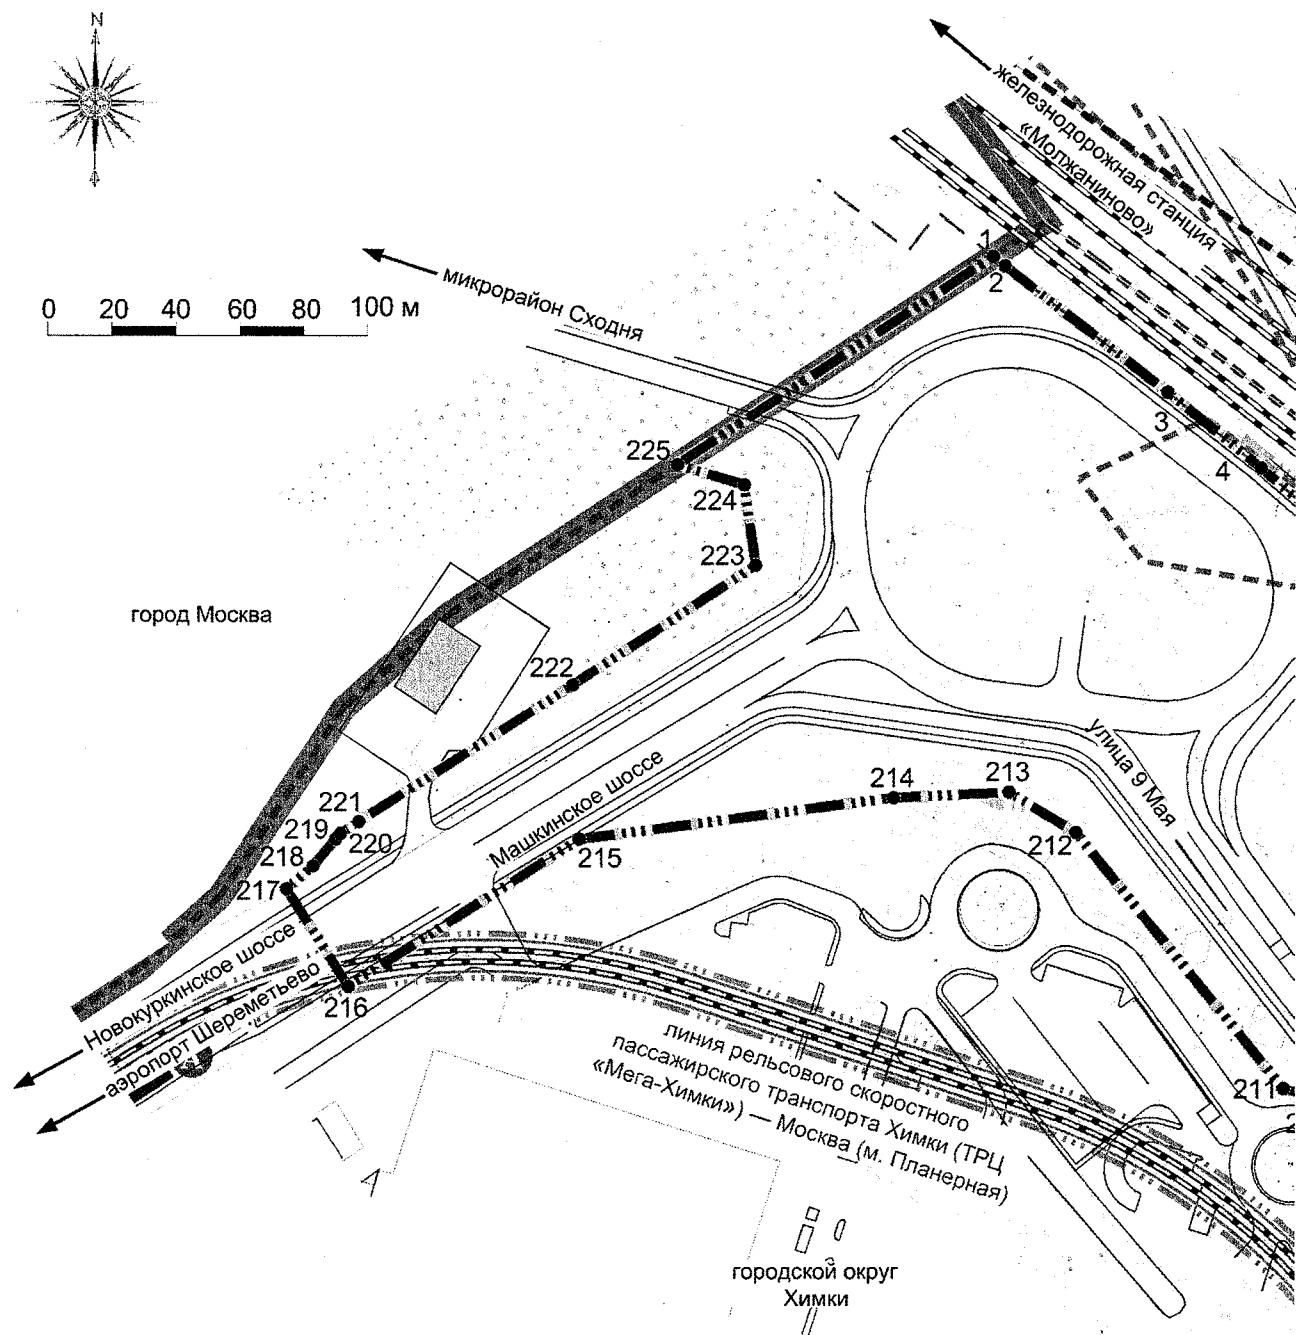 N
железнодорожная станция
«Молжаниново»
1
2
микрорайон Сходня
0 20 40 60 80 100 м
3
4
225
224
223
город Москва
222
улица 9 Мая
Машкинское шоссе
214
213
221
219
220
212
218
215
217
Новокуркинское шоссе
аэропорт Шереметьево
216
линия рельсового скоростного
пассажирского транспорта Химки (ТРЦ
«Мега-Химки») — Москва (м. Планерная)
211
2
городской округ
Химки